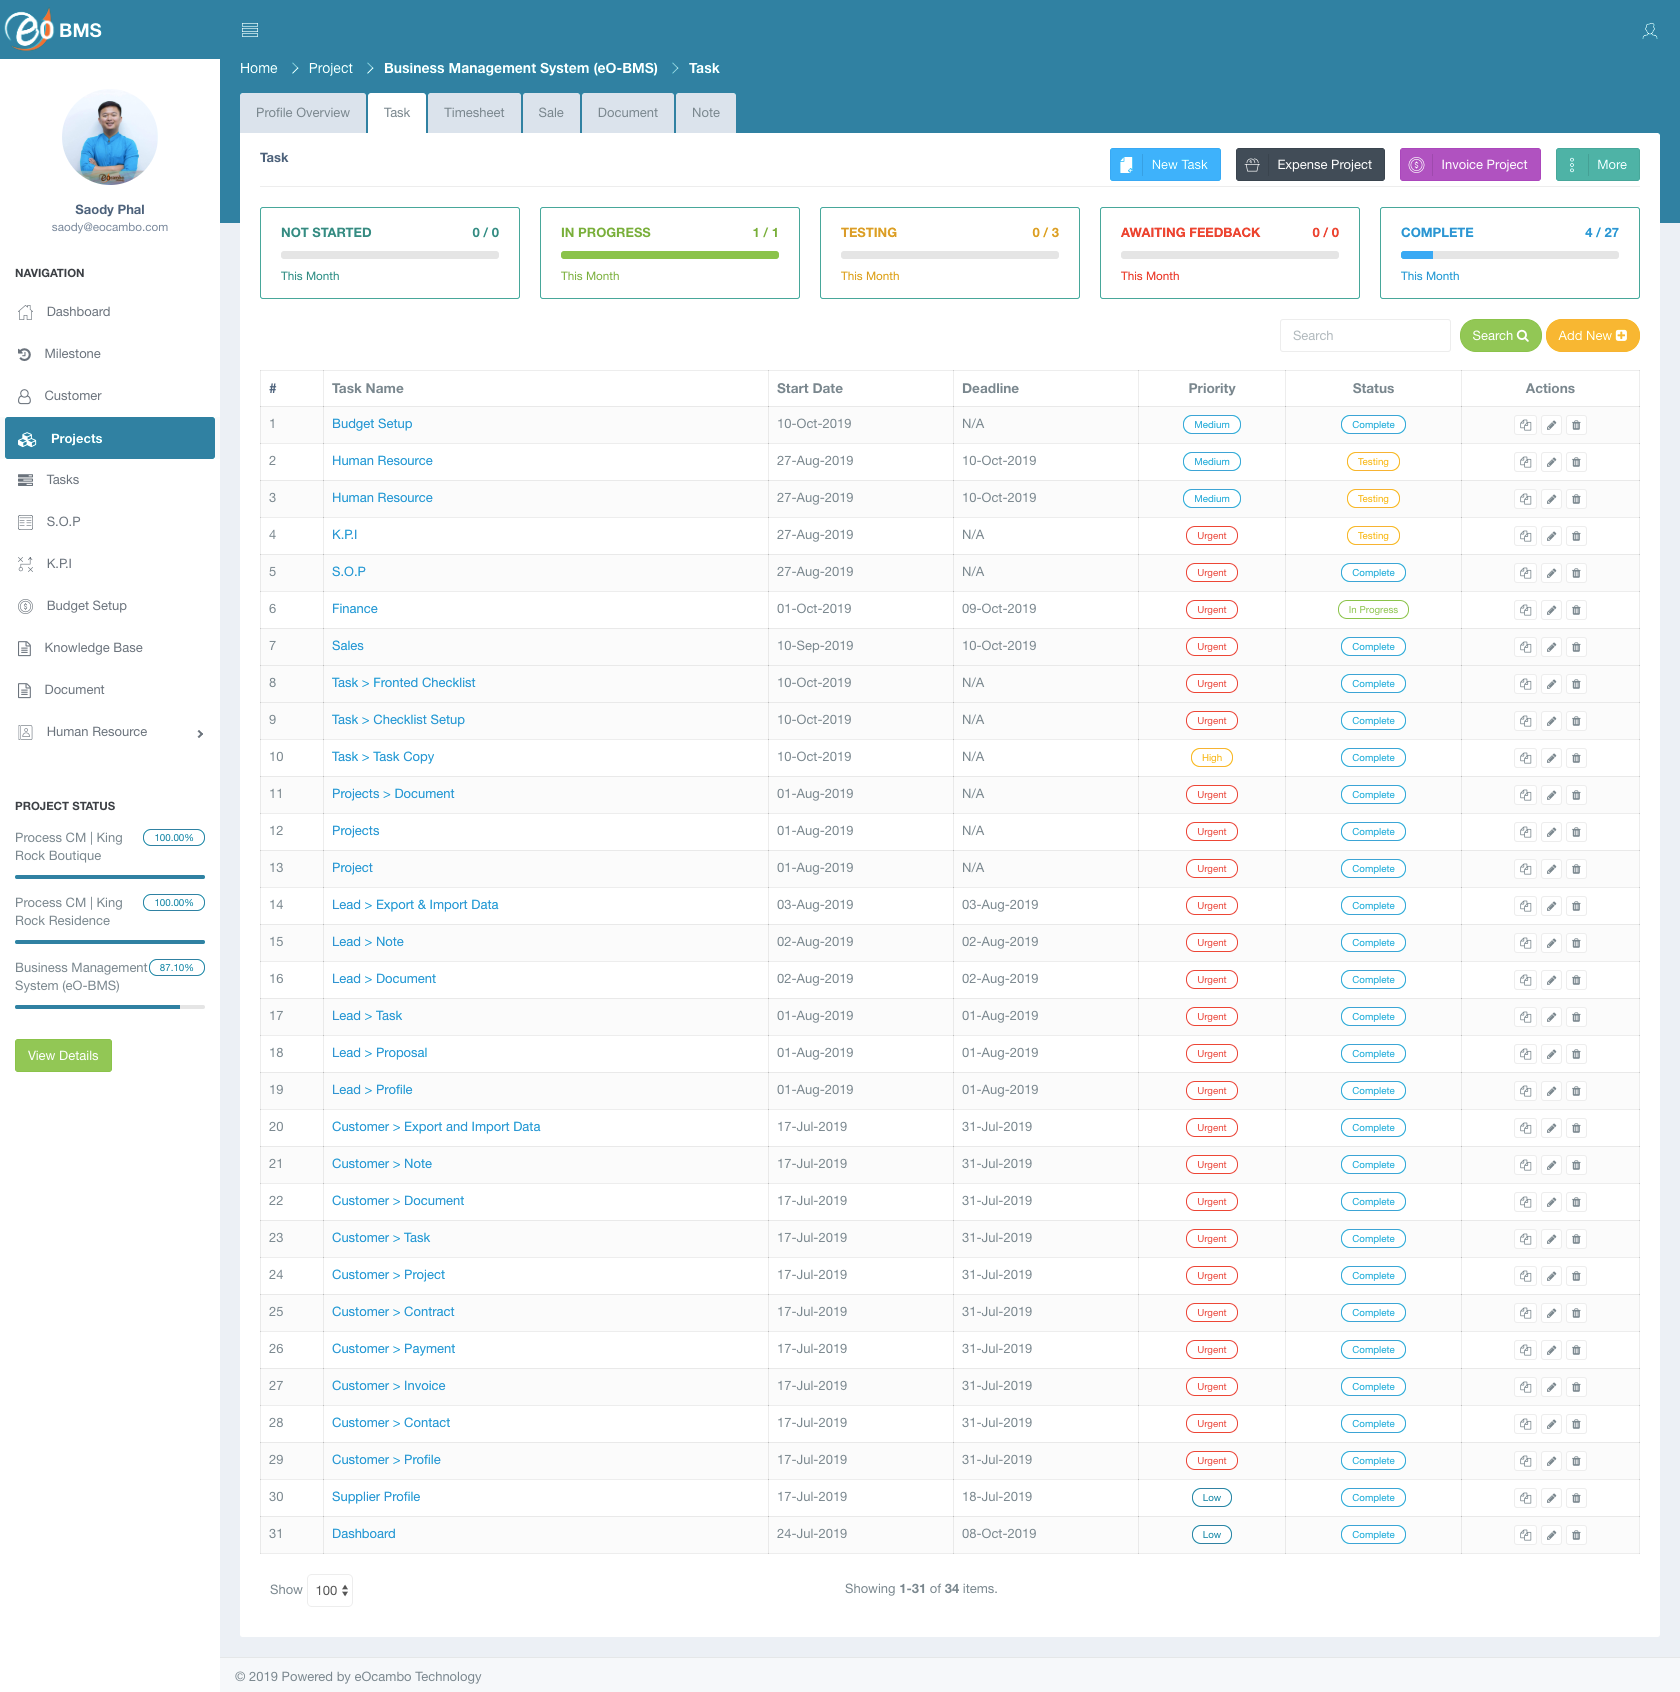 eO BMS
Home Project Business Management System (eO-BMS) Task
Profile Overview Task Timesheet Sale Document Note
Saody Phal
saody@eocambo.com
NAVIGATION
Dashboard
Milestone
Customer
Projects
Tasks
S.O.P
K.P.I
Budget Setup
Knowledge Base
Document
Human Resource
PROJECT STATUS
Process CM | King 100.00%
Rock Boutique
Process CM | King 100.00%
Rock Residence
Business Management 87.10%
System (eO-BMS)
View Details
Task New Task Expense Project Invoice Project More
NOT STARTED 0 / 0
This Month
IN PROGRESS 1 / 1
This Month
TESTING 0 / 3
This Month
AWAITING FEEDBACK 0 / 0
This Month
COMPLETE 4 / 27
This Month
Search Search Add New
# Task Name Start Date Deadline Priority Status Actions
1 Budget Setup 10-Oct-2019 N/A Medium Complete
2 Human Resource 27-Aug-2019 10-Oct-2019 Medium Testing
3 Human Resource 27-Aug-2019 10-Oct-2019 Medium Testing
4 K.P.I 27-Aug-2019 N/A Urgent Testing
5 S.O.P 27-Aug-2019 N/A Urgent Complete
6 Finance 01-Oct-2019 09-Oct-2019 Urgent In Progress
7 Sales 10-Sep-2019 10-Oct-2019 Urgent Complete
8 Task > Fronted Checklist 10-Oct-2019 N/A Urgent Complete
9 Task > Checklist Setup 10-Oct-2019 N/A Urgent Complete
10 Task > Task Copy 10-Oct-2019 N/A High Complete
11 Projects > Document 01-Aug-2019 N/A Urgent Complete
12 Projects 01-Aug-2019 N/A Urgent Complete
13 Project 01-Aug-2019 N/A Urgent Complete
14 Lead > Export & Import Data 03-Aug-2019 03-Aug-2019 Urgent Complete
15 Lead > Note 02-Aug-2019 02-Aug-2019 Urgent Complete
16 Lead > Document 02-Aug-2019 02-Aug-2019 Urgent Complete
17 Lead > Task 01-Aug-2019 01-Aug-2019 Urgent Complete
18 Lead > Proposal 01-Aug-2019 01-Aug-2019 Urgent Complete
19 Lead > Profile 01-Aug-2019 01-Aug-2019 Urgent Complete
20 Customer > Export and Import Data 17-Jul-2019 31-Jul-2019 Urgent Complete
21 Customer > Note 17-Jul-2019 31-Jul-2019 Urgent Complete
22 Customer > Document 17-Jul-2019 31-Jul-2019 Urgent Complete
23 Customer > Task 17-Jul-2019 31-Jul-2019 Urgent Complete
24 Customer > Project 17-Jul-2019 31-Jul-2019 Urgent Complete
25 Customer > Contract 17-Jul-2019 31-Jul-2019 Urgent Complete
26 Customer > Payment 17-Jul-2019 31-Jul-2019 Urgent Complete
27 Customer > Invoice 17-Jul-2019 31-Jul-2019 Urgent Complete
28 Customer > Contact 17-Jul-2019 31-Jul-2019 Urgent Complete
29 Customer > Profile 17-Jul-2019 31-Jul-2019 Urgent Complete
30 Supplier Profile 17-Jul-2019 18-Jul-2019 Low Complete
31 Dashboard 24-Jul-2019 08-Oct-2019 Low Complete
Show 100 Showing 1-31 of 34 items.
© 2019 Powered by eOcambo Technology